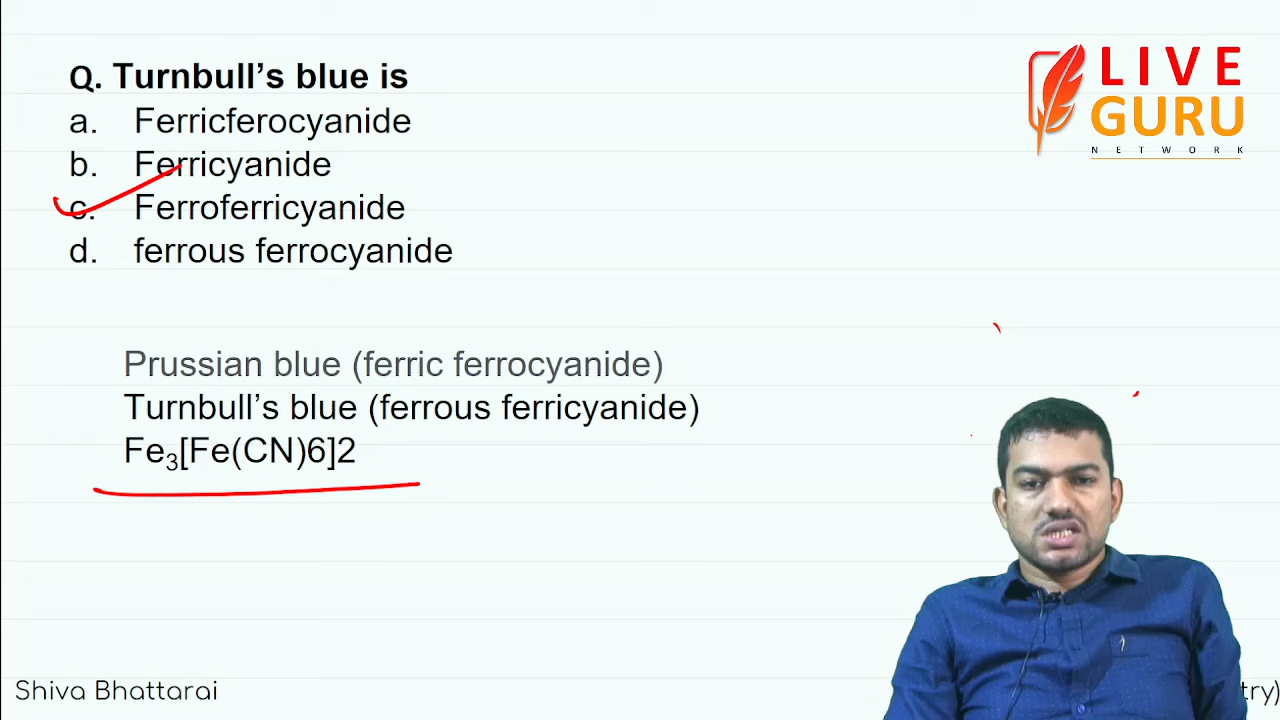 Q. Turnbull’s blue is
a. Ferricferocyanide
b. Ferricyanide
c. Ferroferricyanide
d. ferrous ferrocyanide
Prussian blue (ferric ferrocyanide)
Turnbull’s blue (ferrous ferricyanide)
Fe₃[Fe(CN)6]2
LIVE
GURU
NETWORK
Shiva Bhattarai
try)